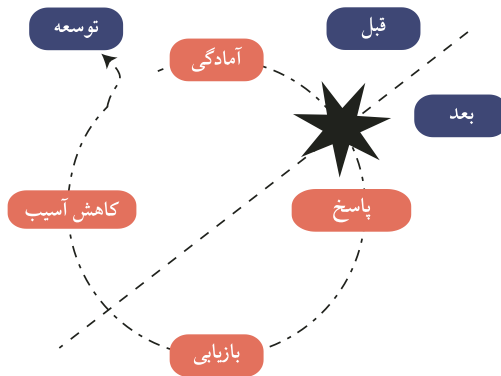 توسعه
قبل
آمادگی
بعد
کاهش آسیب
پاسخ
بازیابی